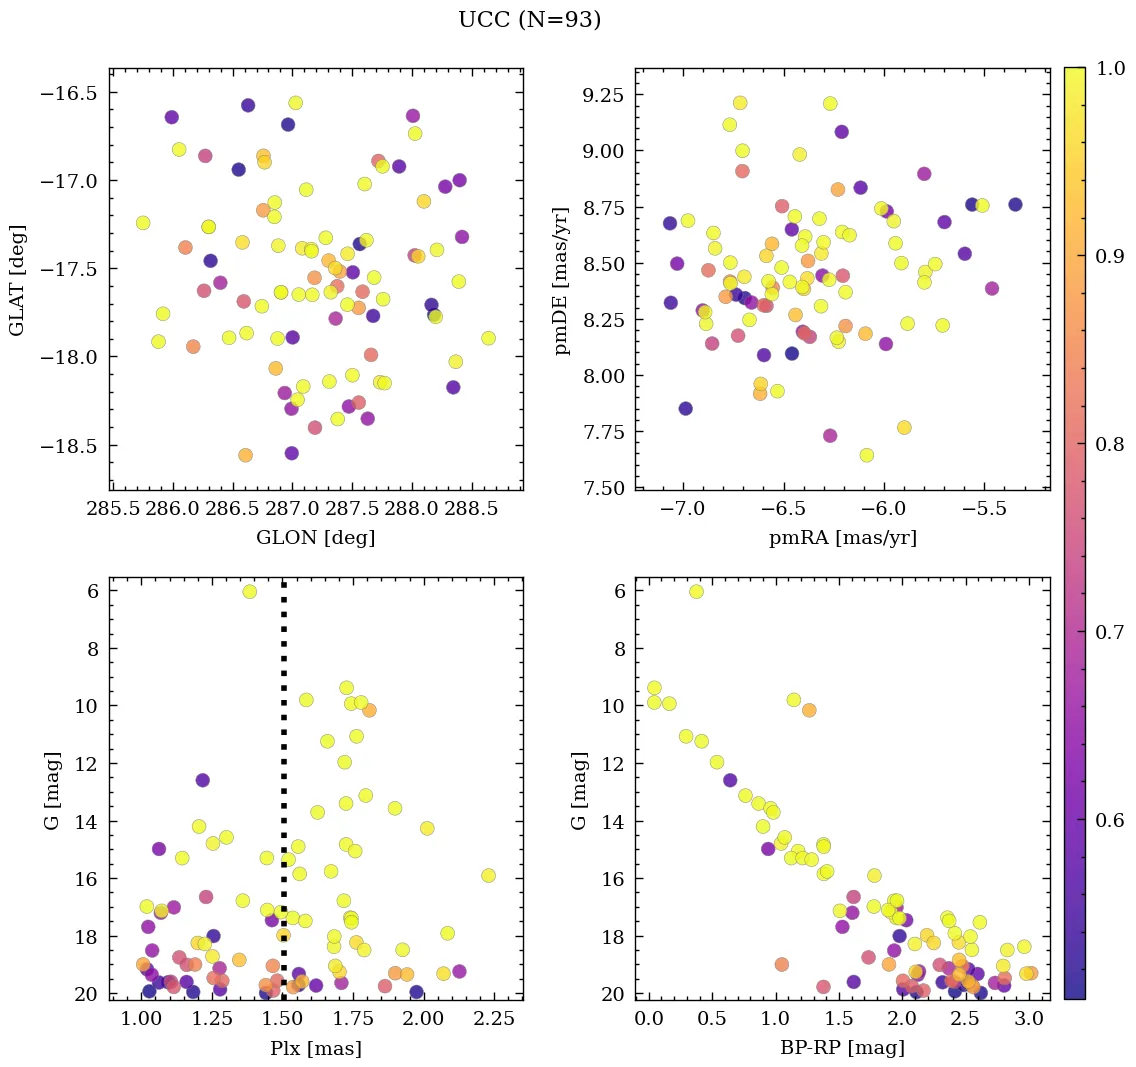 UCC (N=93)
−16.5
−17.0
−17.5
−18.0
−18.5
GLAT [deg]
285.5 286.0 286.5 287.0 287.5 288.0 288.5
GLON [deg]
9.25
9.00
8.75
8.50
8.25
8.00
7.75
7.50
pmDE [mas/yr]
−7.0 −6.5 −6.0 −5.5
pmRA [mas/yr]
1.0
0.9
0.8
0.7
0.6
6
8
10
12
14
16
18
20
G [mag]
1.00 1.25 1.50 1.75 2.00 2.25
Plx [mas]
6
8
10
12
14
16
18
20
G [mag]
0.0 0.5 1.0 1.5 2.0 2.5 3.0
BP-RP [mag]